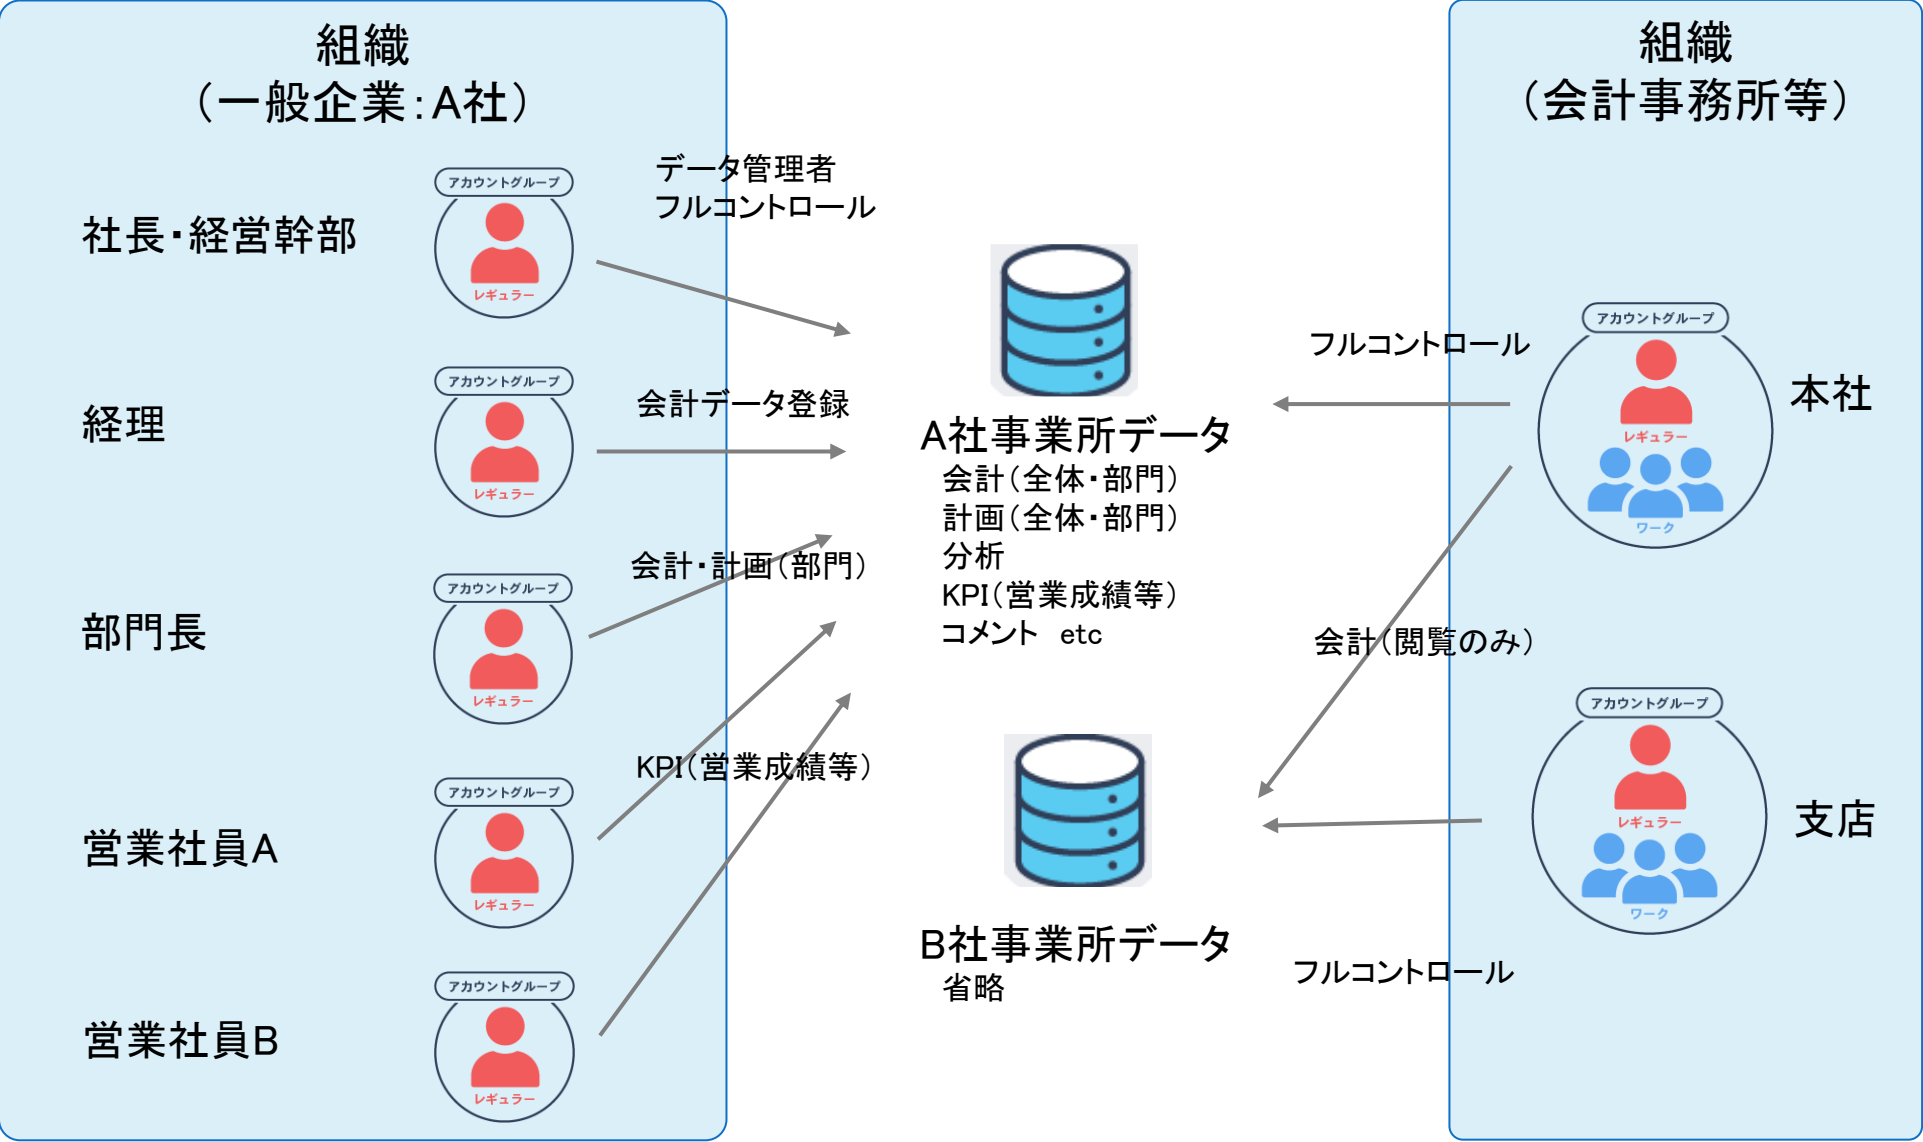 組織
（一般企業：A社）
社長・経営幹部
アカウントグループ
レギュラー
データ管理者
フルコントロール
経理
アカウントグループ
レギュラー
会計データ登録
部門長
アカウントグループ
レギュラー
会計・計画（部門）
営業社員A
アカウントグループ
レギュラー
KPI（営業成績等）
営業社員B
アカウントグループ
レギュラー
A社事業所データ
会計（全体・部門）
計画（全体・部門）
分析
KPI（営業成績等）
コメント　etc
B社事業所データ
省略
組織
（会計事務所等）
フルコントロール
アカウントグループ
レギュラー
ワーク
本社
会計（閲覧のみ）
アカウントグループ
レギュラー
ワーク
支店
フルコントロール